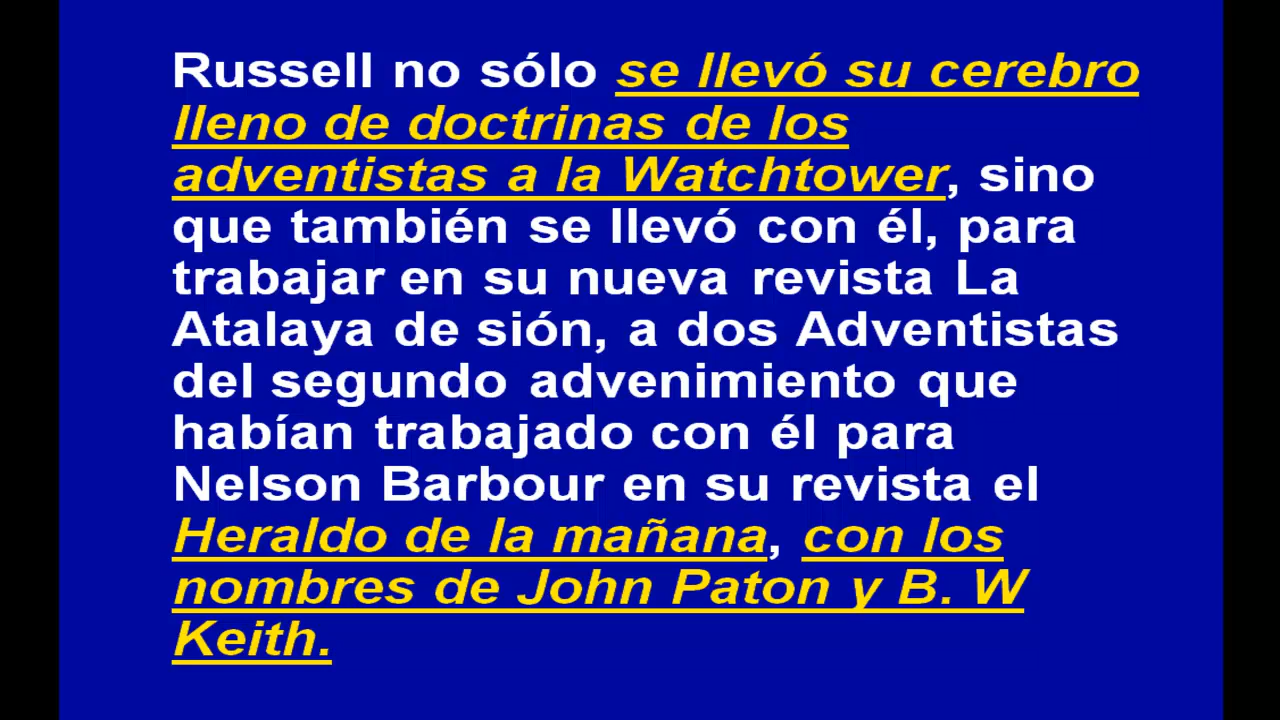 Russell no sólo se llevó su cerebro
lleno de doctrinas de los
adventistas a la Watchtower, sino
que también se llevó con él, para
trabajar en su nueva revista La
Atalaya de sión, a dos Adventistas
del segundo advenimiento que
habían trabajado con él para
Nelson Barbour en su revista el
Heraldo de la mañana, con los
nombres de John Paton y B. W
Keith.